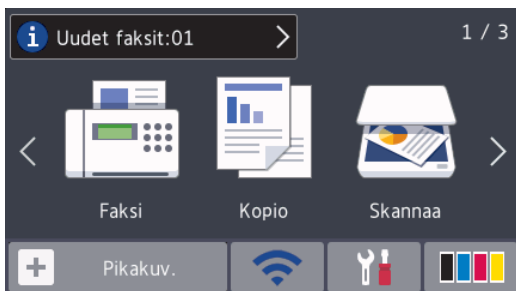 i Uudet faksit:01
1 / 3
Faksi
Kopio
Skannaa
Pikakuv.